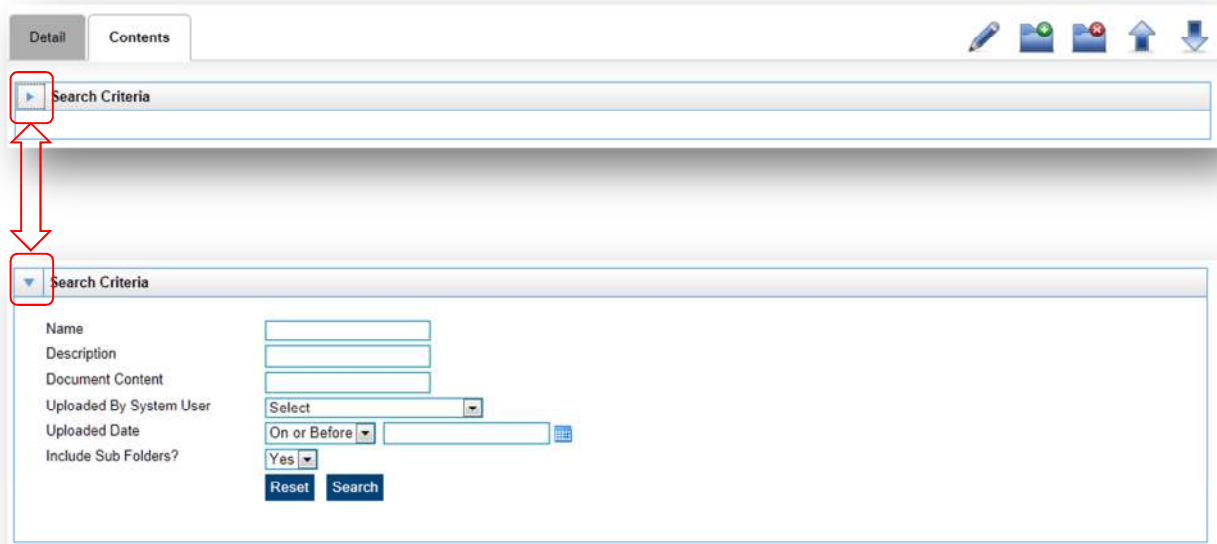 Detail Contents
Search Criteria
Search Criteria
Name
Description
Document Content
Uploaded By System User Select
Uploaded Date On or Before
Include Sub Folders? Yes
Reset Search